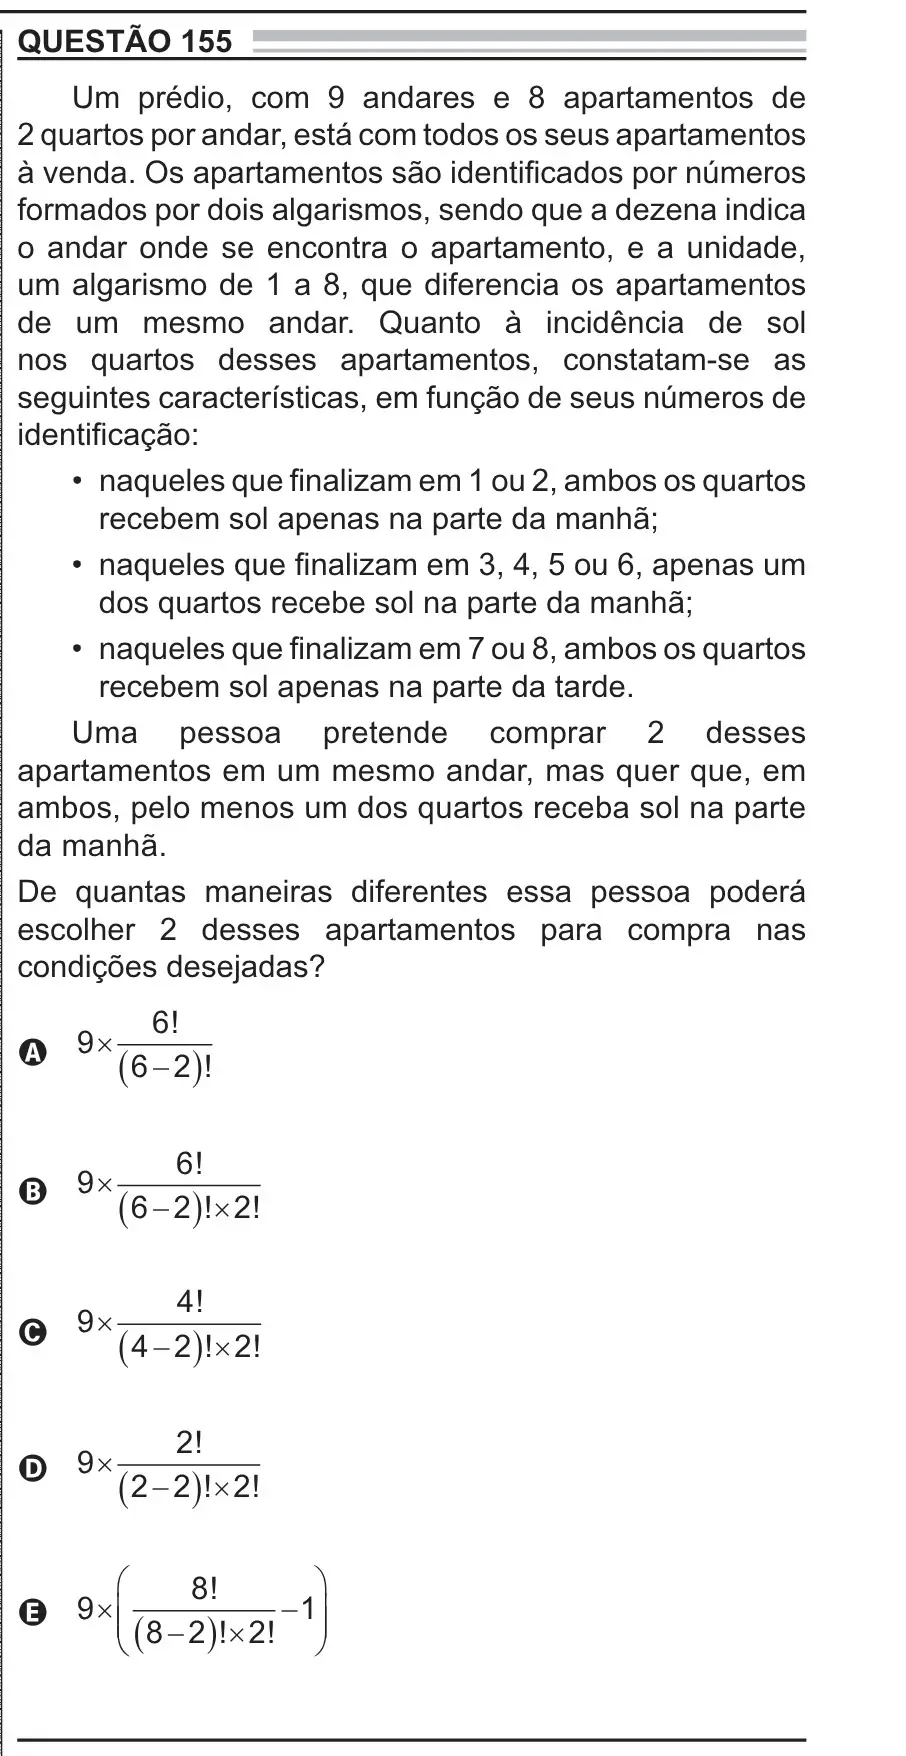 QUESTÃO 155
Um prédio, com 9 andares e 8 apartamentos de
2 quartos por andar, está com todos os seus apartamentos
à venda. Os apartamentos são identificados por números
formados por dois algarismos, sendo que a dezena indica
o andar onde se encontra o apartamento, e a unidade,
um algarismo de 1 a 8, que diferencia os apartamentos
de um mesmo andar. Quanto à incidência de sol
nos quartos desses apartamentos, constatam-se as
seguintes características, em função de seus números de
identificação:
• naqueles que finalizam em 1 ou 2, ambos os quartos
recebem sol apenas na parte da manhã;
• naqueles que finalizam em 3, 4, 5 ou 6, apenas um
dos quartos recebe sol na parte da manhã;
• naqueles que finalizam em 7 ou 8, ambos os quartos
recebem sol apenas na parte da tarde.
Uma pessoa pretende comprar 2 desses
apartamentos em um mesmo andar, mas quer que, em
ambos, pelo menos um dos quartos receba sol na parte
da manhã.
De quantas maneiras diferentes essa pessoa poderá
escolher 2 desses apartamentos para compra nas
condições desejadas?
A 9× 6! / (6−2)!
B 9× 6! / (6−2)!×2!
C 9× 4! / (4−2)!×2!
D 9× 2! / (2−2)!×2!
E 9×( 8! / (8−2)!×2! −1)